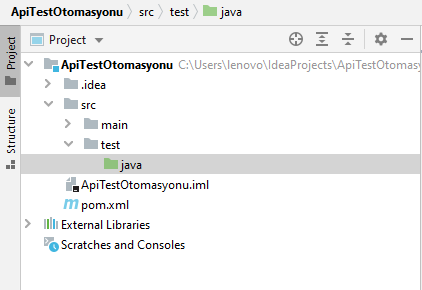 ApiTestOtomasyonu src test java
Project
Project
Structure
ApiTestOtomasyonu C:\Users\lenovo\IdeaProjects\ApiTestOtomasy
.idea
src
main
test
java
ApiTestOtomasyonu.iml
m pom.xml
External Libraries
Scratches and Consoles